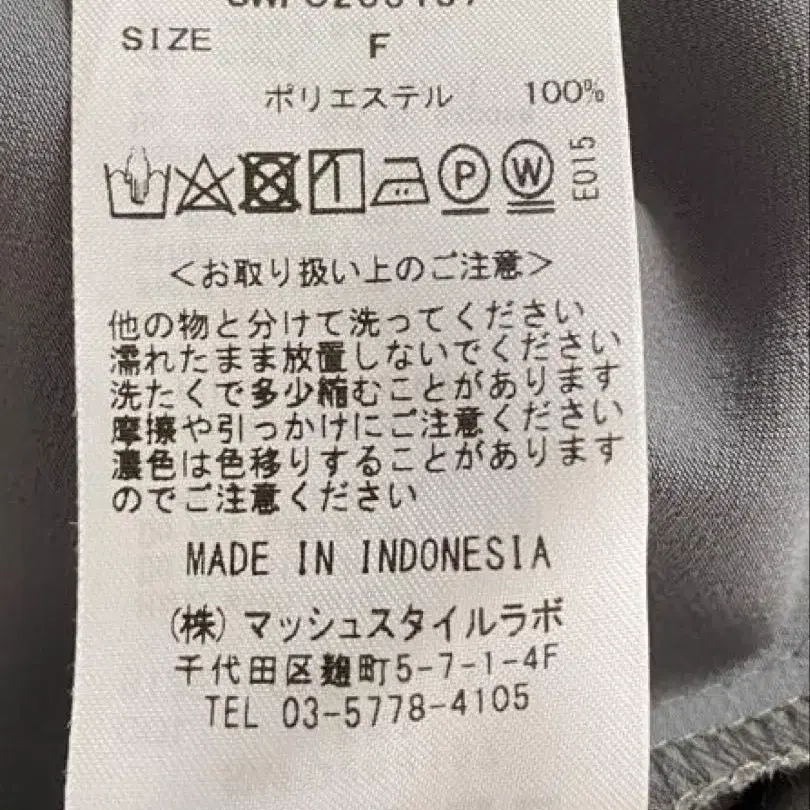 SIZE F
ポリエステル 100%
P W E015
<お取り扱い上のご注意>
他の物と分けて洗ってください
濡れたまま放置しないでください
洗たくで多少縮むことがあります
摩擦や引っかけにご注意ください
濃色は色移りすることがあります
のでご注意ください
MADE IN INDONESIA
(株)マッシュスタイルラボ
千代田区麹町5-7-1-4F
TEL 03-5778-4105